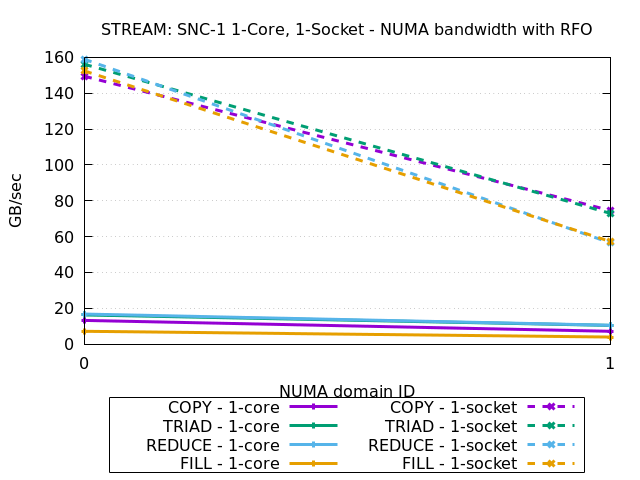 STREAM: SNC-1 1-Core, 1-Socket - NUMA bandwidth with RFO
160
140
120
100
80
60
40
20
0
GB/sec
0 1
NUMA domain ID
COPY - 1-core COPY - 1-socket
TRIAD - 1-core TRIAD - 1-socket
REDUCE - 1-core REDUCE - 1-socket
FILL - 1-core FILL - 1-socket